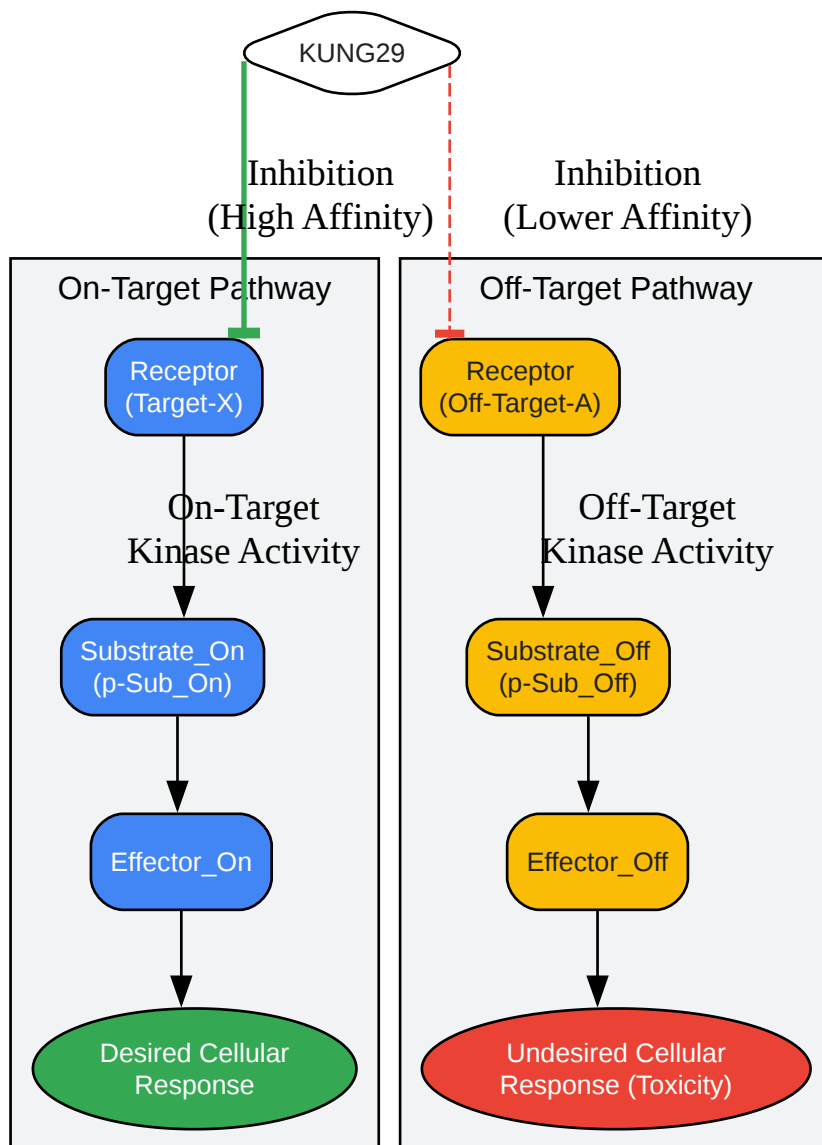 KUNG29
Inhibition
(High Affinity)
Inhibition
(Lower Affinity)
On-Target Pathway
Receptor
(Target-X)
On-Target
Kinase Activity
Substrate_On
(p-Sub_On)
Effector_On
Desired Cellular
Response
Off-Target Pathway
Receptor
(Off-Target-A)
Off-Target
Kinase Activity
Substrate_Off
(p-Sub_Off)
Effector_Off
Undesired Cellular
Response (Toxicity)